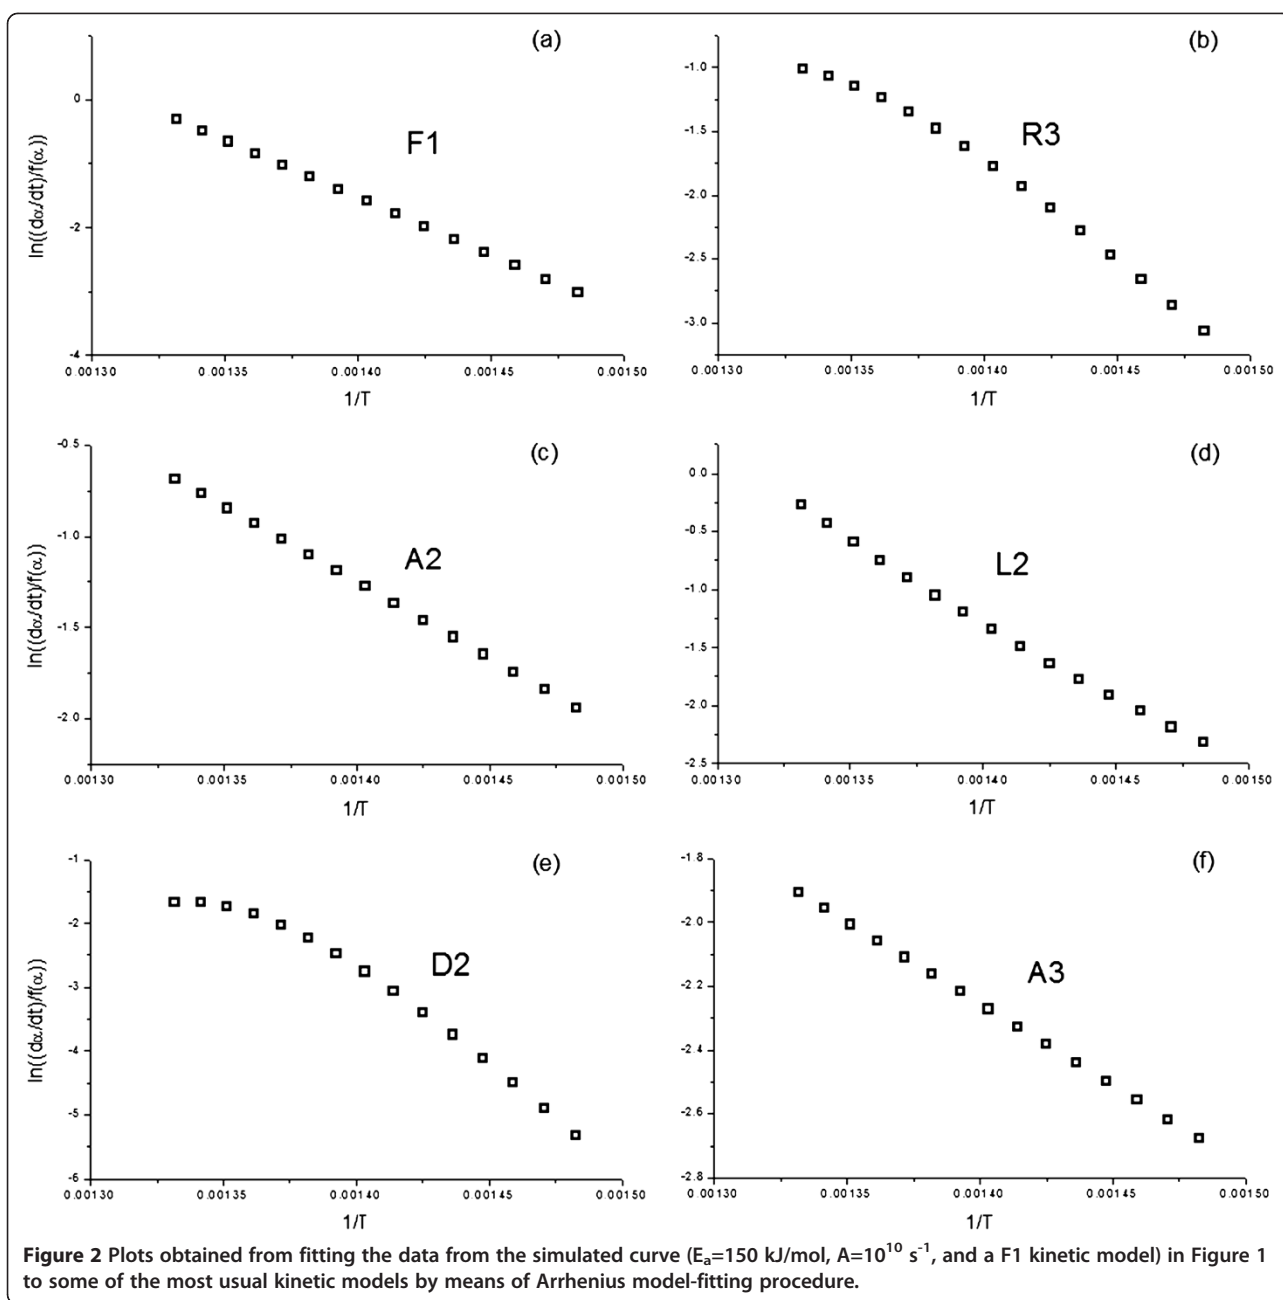 (a)
0
-2
-4
ln((dα/dt)/f(α))
F1
0.00130 0.00135 0.00140 0.00145 0.00150
1/T
(b)
-1.0
-1.5
-2.0
-2.5
-3.0
R3
0.00130 0.00135 0.00140 0.00145 0.00150
1/T
(c)
-0.5
-1.0
-1.5
-2.0
ln((dα/dt)/f(α))
A2
0.00130 0.00135 0.00140 0.00145 0.00150
1/T
(d)
0.0
-0.5
-1.0
-1.5
-2.0
-2.5
L2
0.00130 0.00135 0.00140 0.00145 0.00150
1/T
(e)
-1
-2
-3
-4
-5
-6
ln((dα/dt)/f(α))
D2
0.00130 0.00135 0.00140 0.00145 0.00150
1/T
(f)
-1.8
-2.0
-2.2
-2.4
-2.6
-2.8
A3
0.00130 0.00135 0.00140 0.00145 0.00150
1/T
Figure 2 Plots obtained from fitting the data from the simulated curve (Eₐ=150 kJ/mol, A=10¹⁰ s⁻¹, and a F1 kinetic model) in Figure 1
to some of the most usual kinetic models by means of Arrhenius model-fitting procedure.